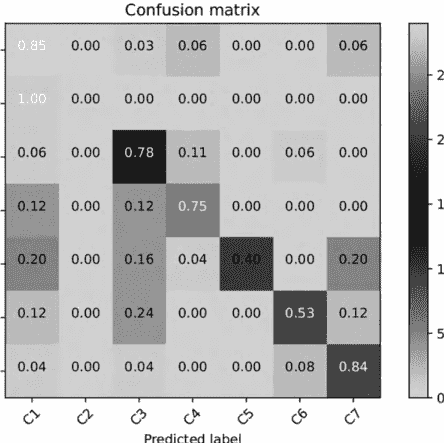 Confusion matrix
0.85 0.00 0.03 0.06 0.00 0.00 0.06
1.00 0.00 0.00 0.00 0.00 0.00 0.00
0.06 0.00 0.78 0.11 0.00 0.06 0.00
0.12 0.00 0.12 0.75 0.00 0.00 0.00
0.20 0.00 0.16 0.04 0.40 0.00 0.20
0.12 0.00 0.24 0.00 0.00 0.53 0.12
0.04 0.00 0.04 0.00 0.00 0.08 0.84
C1 C2 C3 C4 C5 C6 C7
Predicted label
2
2
1
1
5
0